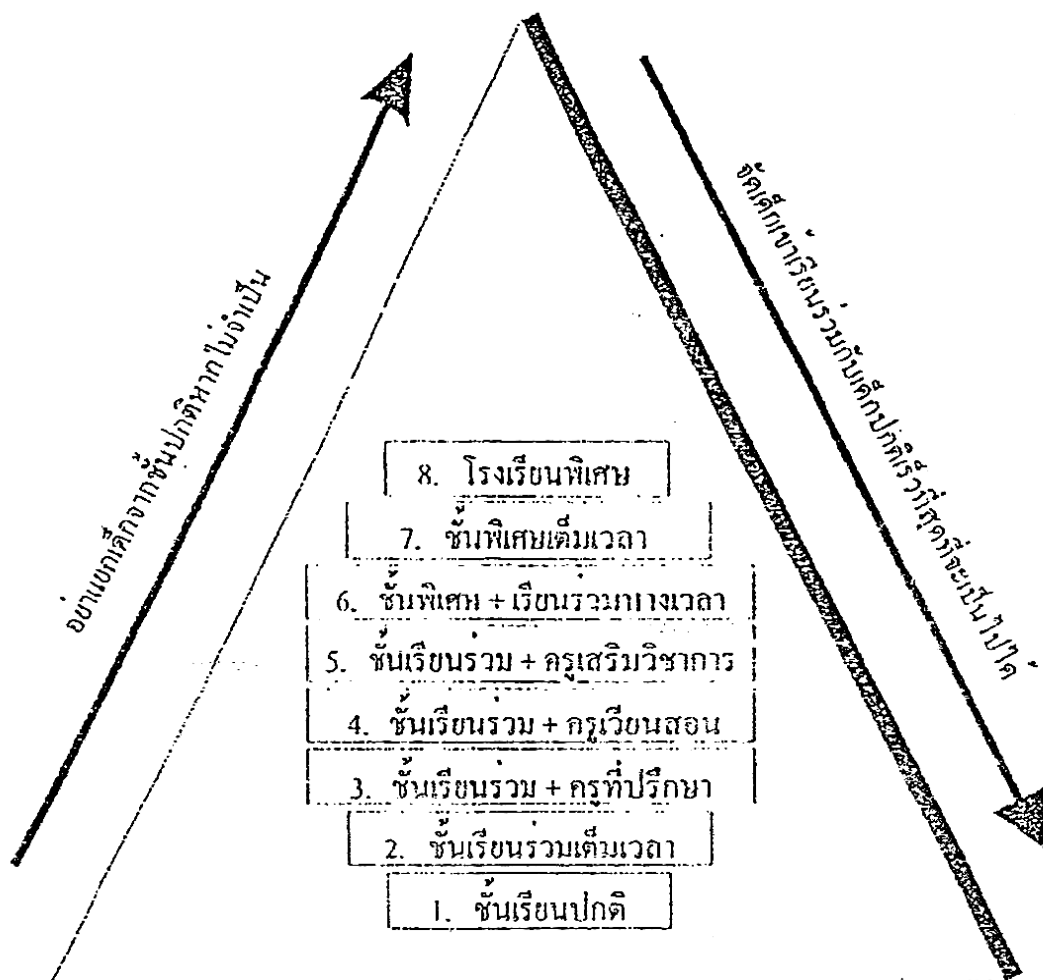 อย่าแยกเด็กจากชั้นปกติหากไม่จำเป็น
จัดเด็กเข้าเรียนร่วมกับเด็กปกติเร็วที่สุดที่จะเป็นไปได้
8. โรงเรียนพิเศษ
7. ชั้นพิเศษเต็มเวลา
6. ชั้นพิเศษ + เรียนร่วมบางเวลา
5. ชั้นเรียนร่วม + ครูเสริมวิชาการ
4. ชั้นเรียนร่วม + ครูเวียนสอน
3. ชั้นเรียนร่วม + ครูที่ปรึกษา
2. ชั้นเรียนร่วมเต็มเวลา
1. ชั้นเรียนปกติ